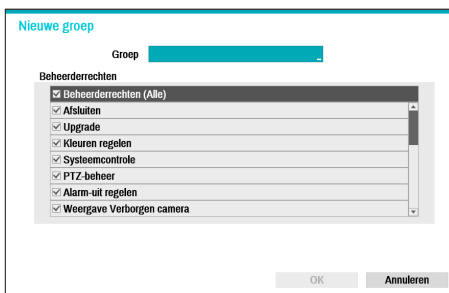 Nieuwe groep
Groep
Beheerderrechten
Beheerderrechten (Alle)
Afsluiten
Upgrade
Kleuren regelen
Systeemcontrole
PTZ-beheer
Alarm-uit regelen
Weergave Verborgen camera
OK Annuleren